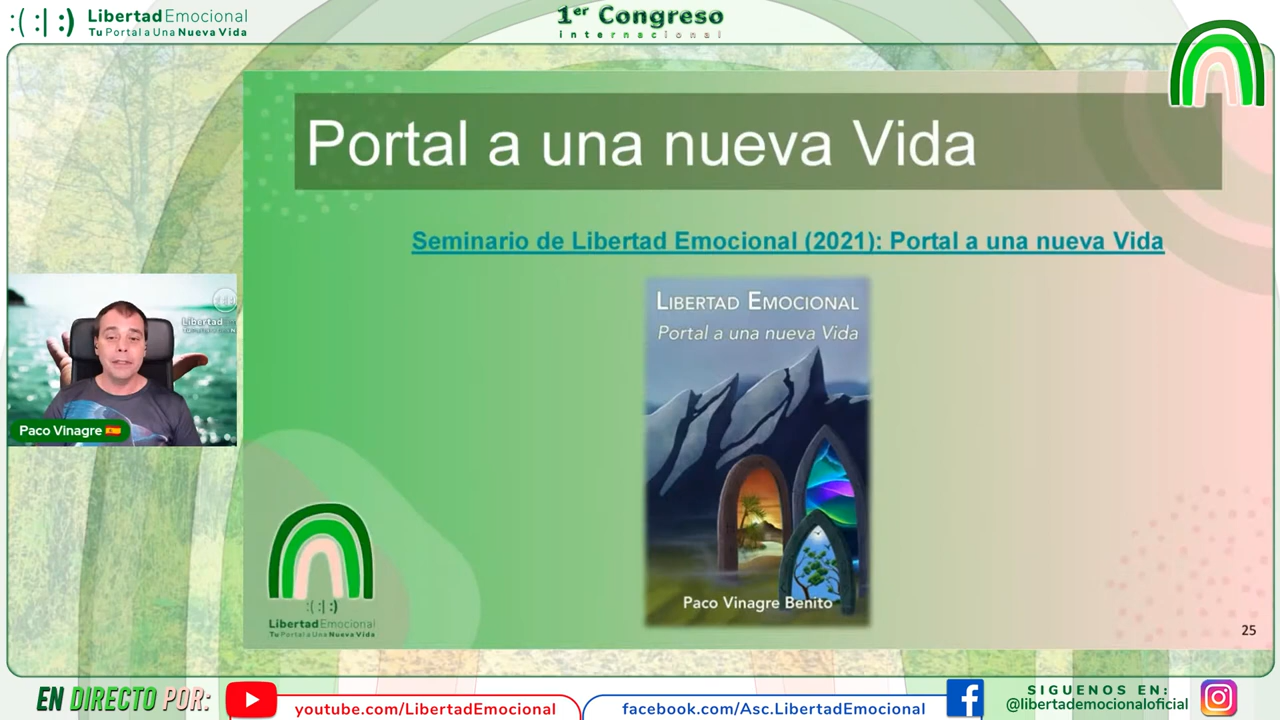 :(:|:) LibertadEmocional
Tu Portal a Una Nueva Vida
1er Congreso
internacional
Portal a una nueva Vida
Seminario de Libertad Emocional (2021): Portal a una nueva Vida
LIBERTAD EMOCIONAL
Portal a una nueva Vida
Paco Vinagre Benito
Libertad
Paco Vinagre
:(:|:)
LibertadEmocional
Tu Portal a Una Nueva Vida
25
EN DIRECTO POR:
youtube.com/LibertadEmocional
facebook.com/Asc.LibertadEmocional
SIGUENOS EN:
@libertademocionaloficial